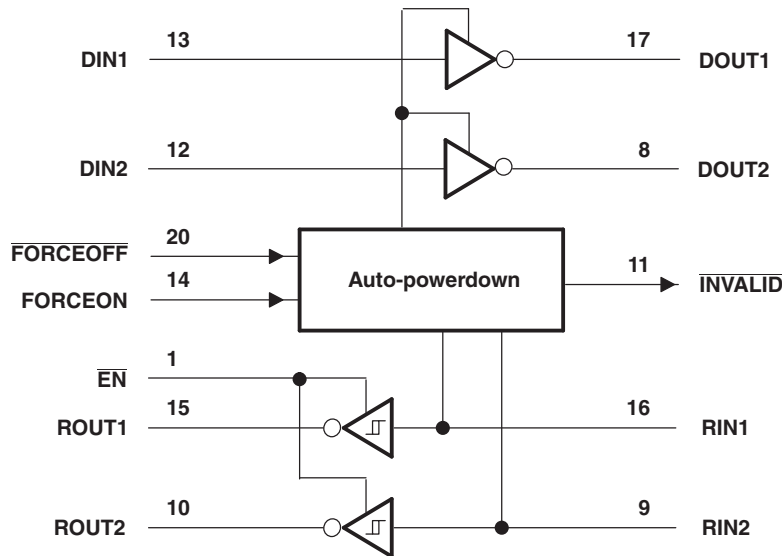 DIN1 13 17 DOUT1
DIN2 12 8 DOUT2
FORCEOFF 20
Auto-powerdown
11 INVALID
FORCEON 14
EN 1
ROUT1 15 16 RIN1
ROUT2 10 9 RIN2